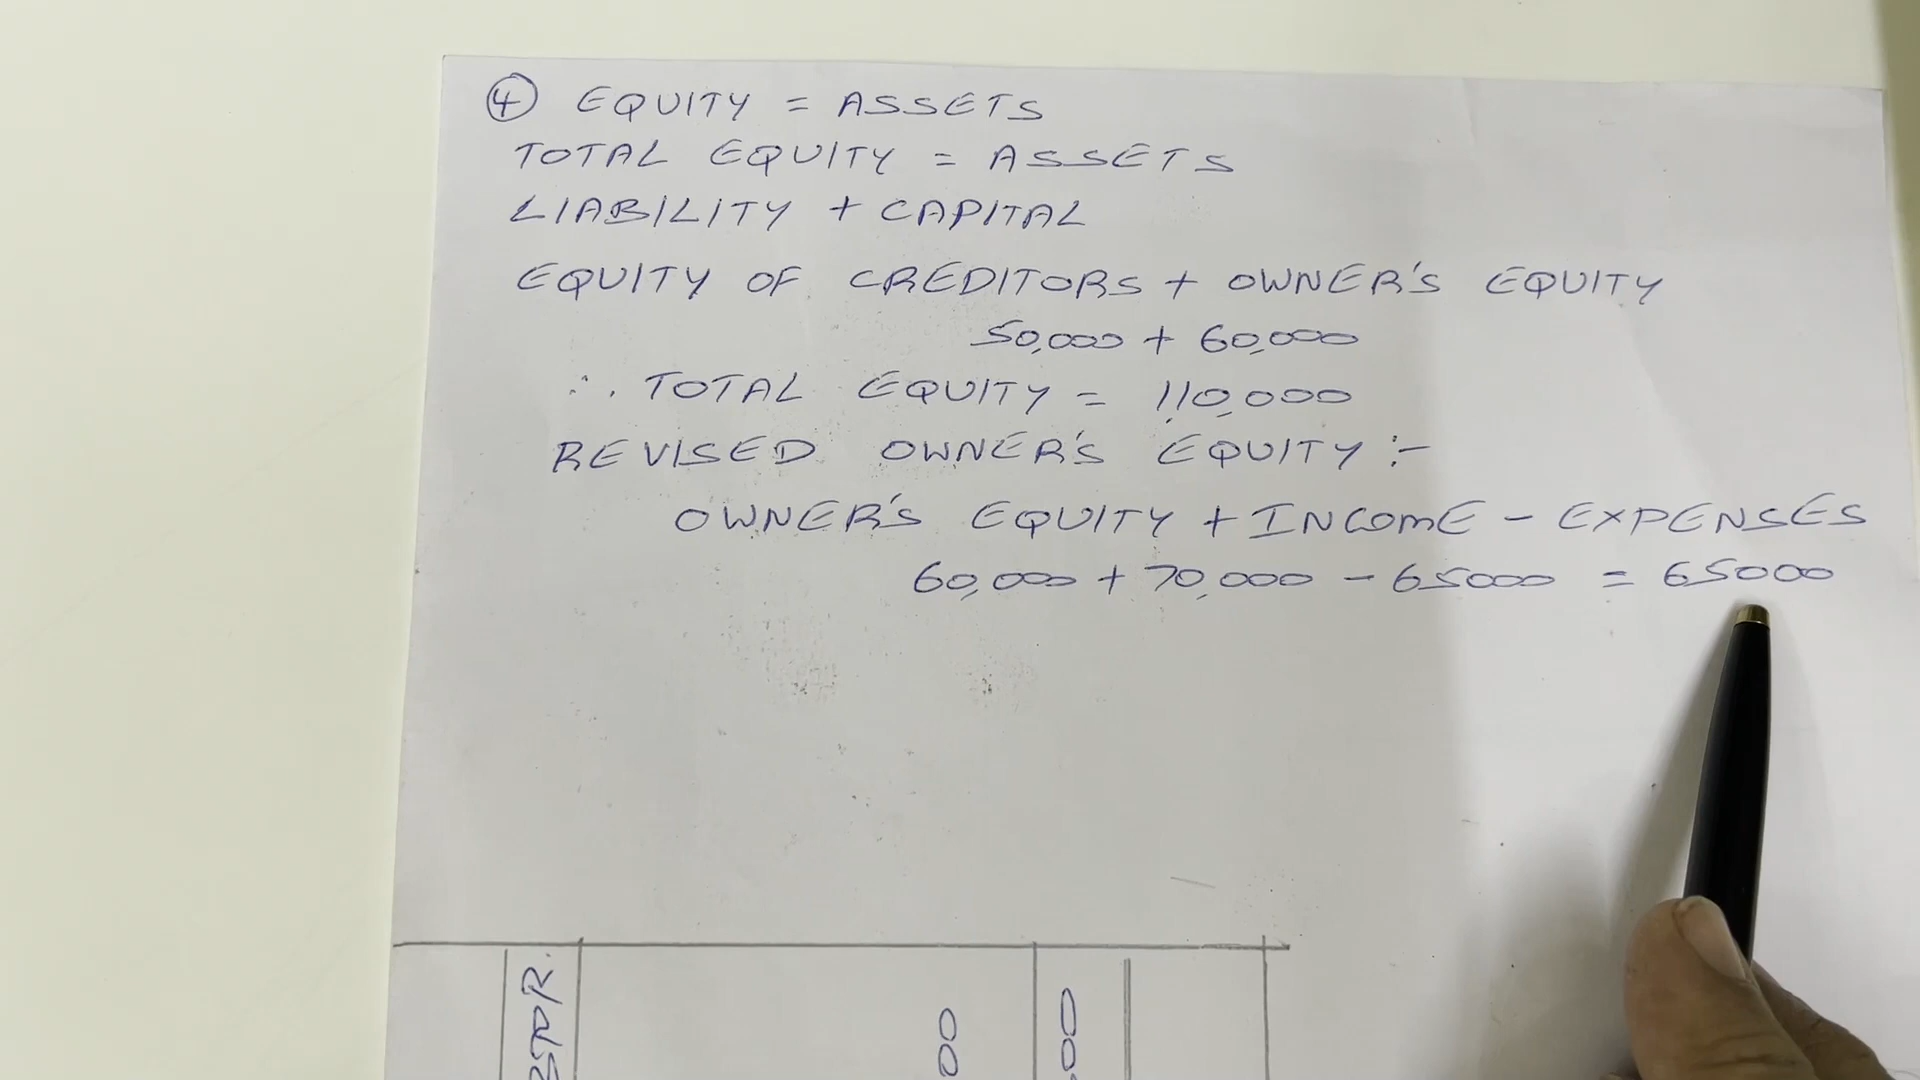 ④ EQUITY = ASSETS
TOTAL EQUITY = ASSETS
LIABILITY + CAPITAL
EQUITY OF CREDITORS + OWNER'S EQUITY
50,000 + 60,000
∴ TOTAL EQUITY = 110,000
REVISED OWNER'S EQUITY :-
OWNER'S EQUITY + INCOME - EXPENSES
60,000 + 70,000 - 65000 = 65000